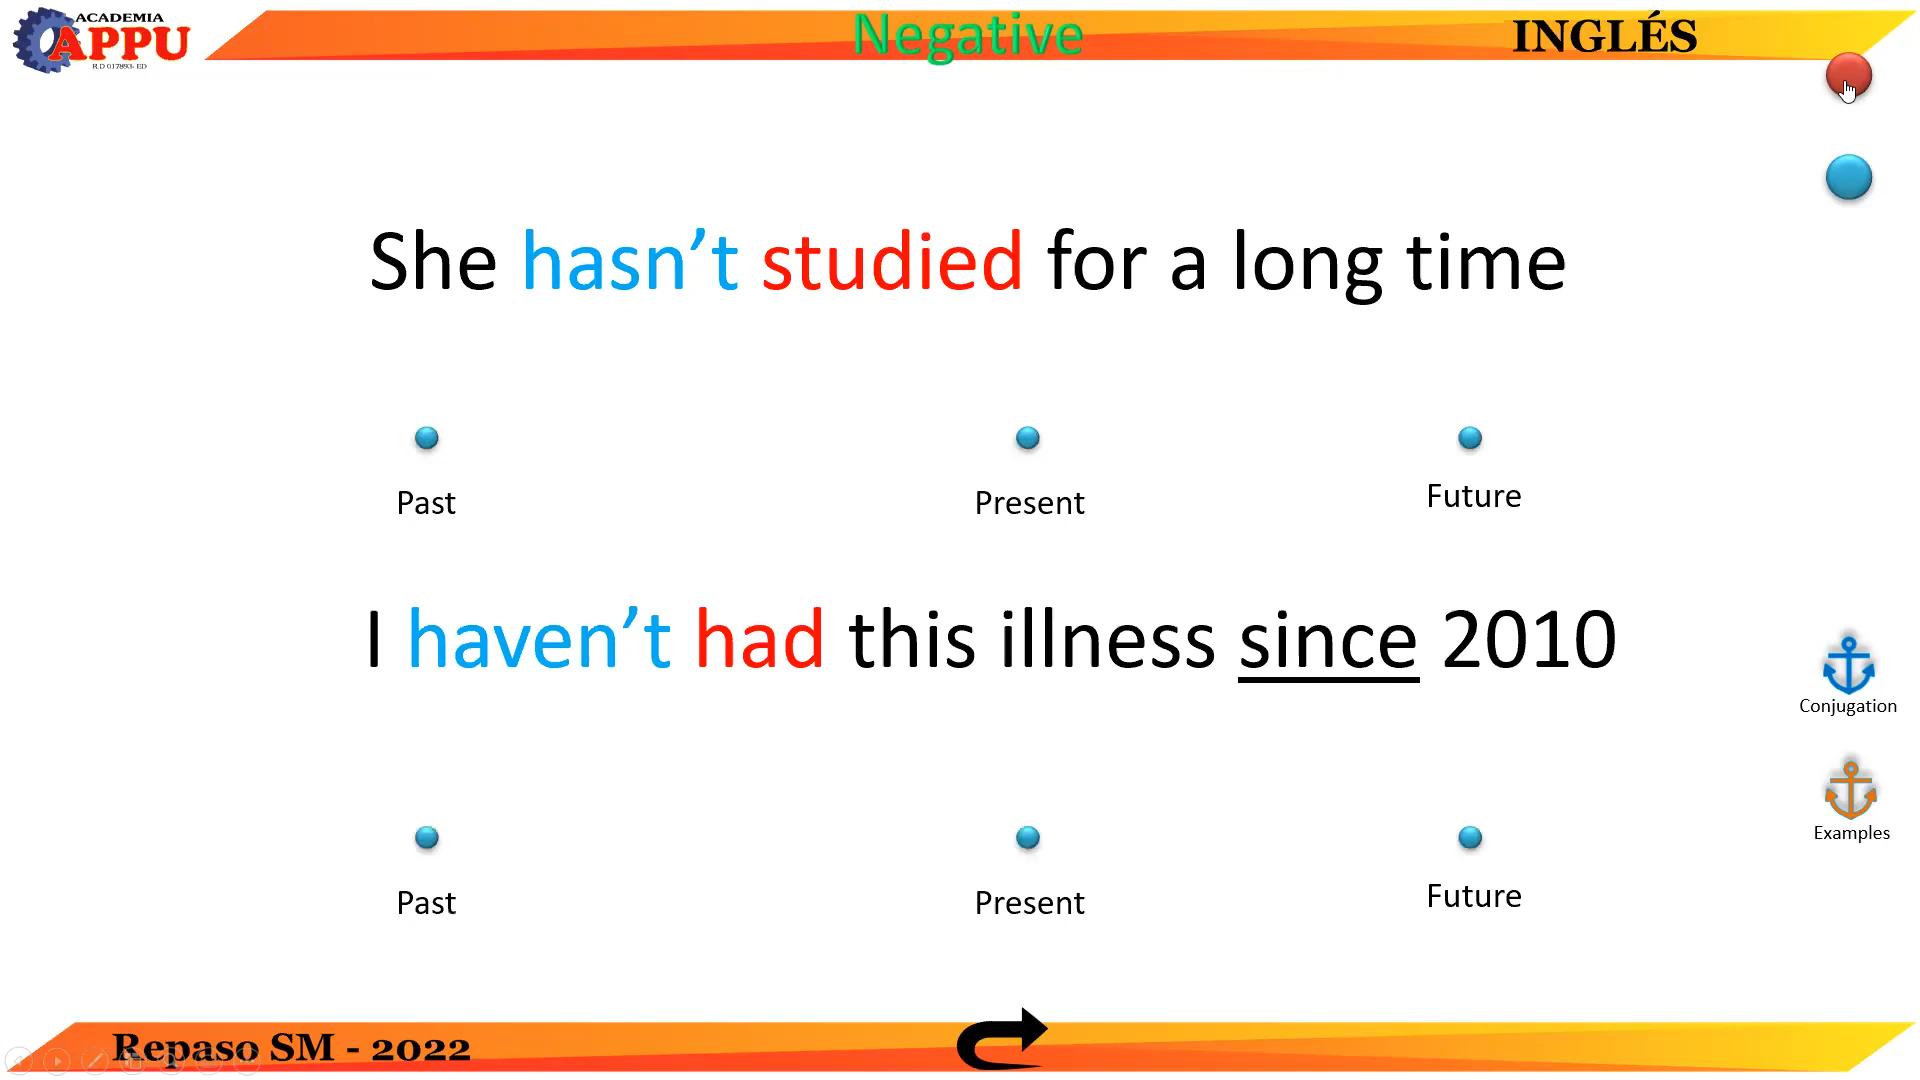 ACADEMIA
APPU
R.D 017893- ED
Negative
INGLÉS
She hasn’t studied for a long time
Past
Present
Future
I haven’t had this illness since 2010
Conjugation
Examples
Past
Present
Future
Repaso SM - 2022